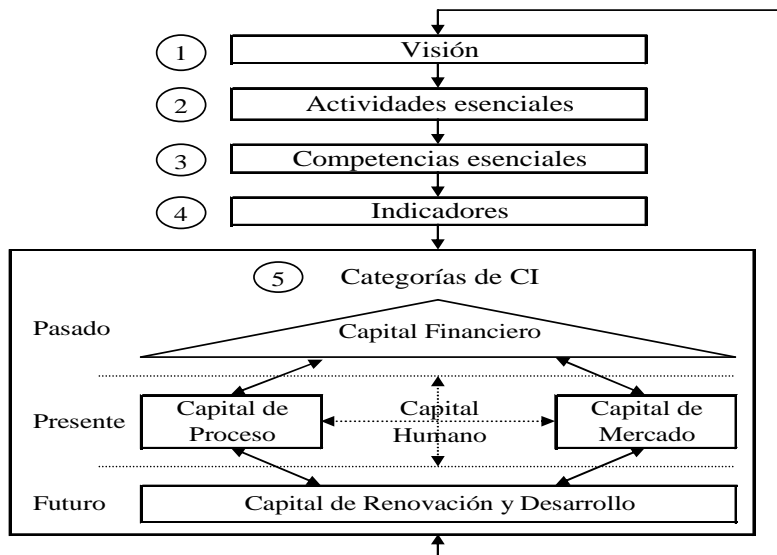 1 Visión
2 Actividades esenciales
3 Competencias esenciales
4 Indicadores
5 Categorías de CI
Pasado
Capital Financiero
Presente
Capital de
Proceso
Capital
Humano
Capital de
Mercado
Futuro
Capital de Renovación y Desarrollo